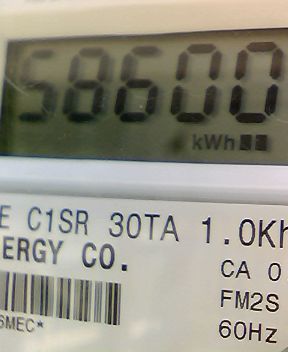 58600
kWh
E C1SR 30TA 1.0Kh
ERGY CO.
CA 0
FM2S
6MEC*
60Hz